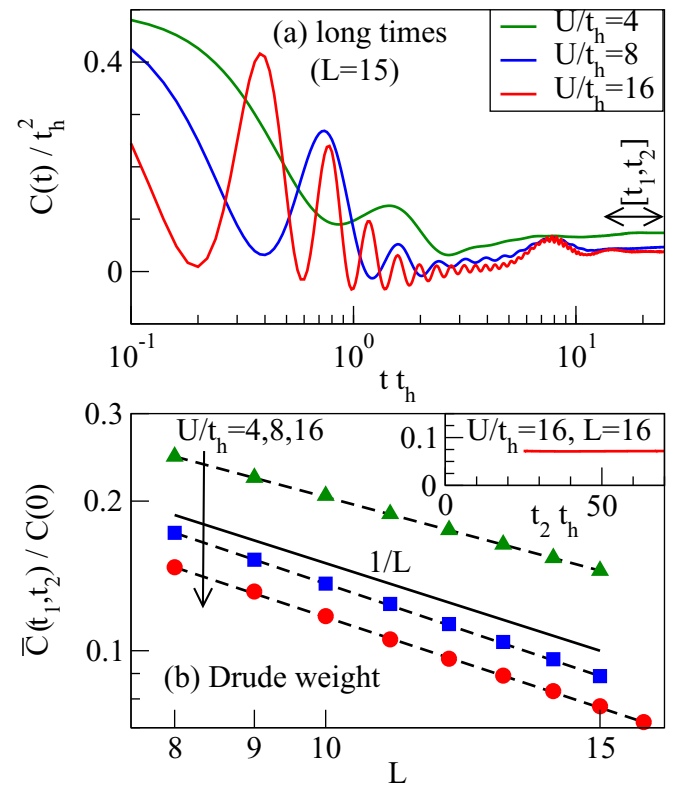 (a) long times
(L=15)
U/t_h=4
U/t_h=8
U/t_h=16
0.4
0
C(t) / t_h^2
[t_1,t_2]
10^-1
10^0
10^1
t t_h
0.3
0.2
0.1
C̅(t_1,t_2) / C(0)
U/t_h=4,8,16
1/L
(b) Drude weight
0.1
0
U/t_h=16, L=16
0
50
t_2 t_h
8
9
10
15
L